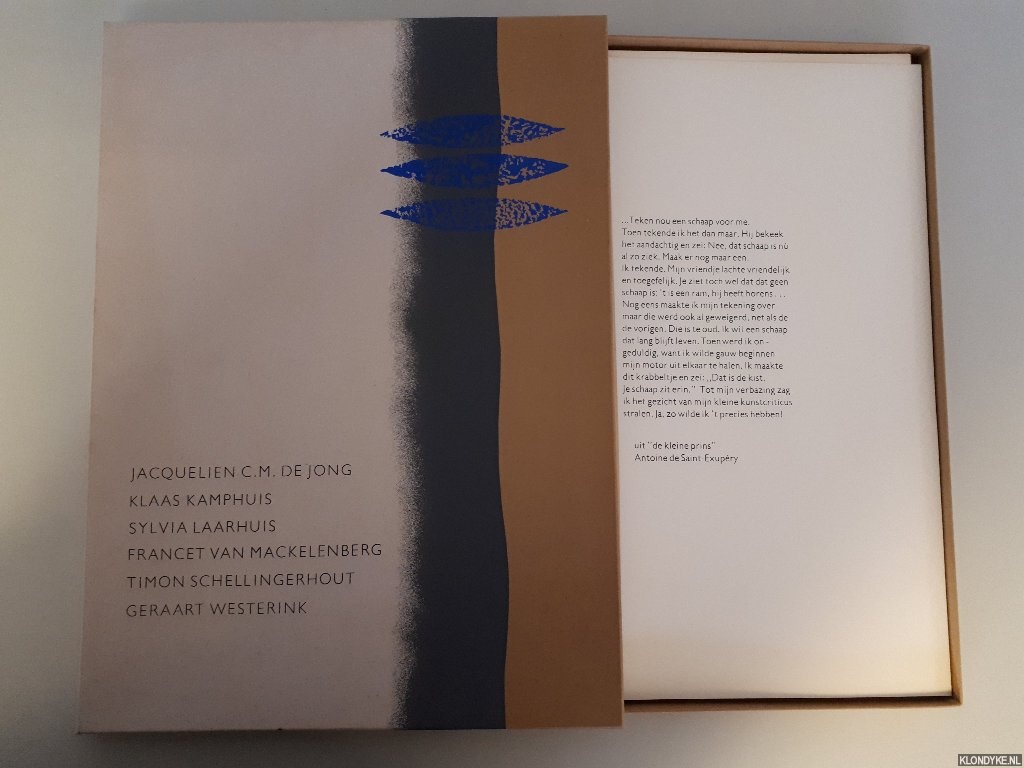 JACQUELIEN C.M. DE JONG
KLAAS KAMPHUIS
SYLVIA LAARHUIS
FRANCET VAN MACKELENBERG
TIMON SCHELLINGERHOUT
GERAART WESTERINK
...Teken nou een schaap voor me.
Toen tekende ik het dan maar. Hij bekeek
het aandachtig en zei: Nee, dat schaap is nù
al zo ziek. Maak er nog maar een.
Ik tekende. Mijn vriendje lachte vriendelijk
en toegefelijk. Je ziet toch wel dat dat geen
schaap is; 't is een ram, hij heeft horens . . .
Nog eens maakte ik mijn tekening over
maar die werd ook al geweigerd, net als de
de vorigen. Die is te oud. Ik wil een schaap
dat lang blijft leven. Toen werd ik on-
geduldig, want ik wilde gauw beginnen
mijn motor uit elkaar te halen. Ik maakte
dit krabbeltje en zei: ,,Dat is de kist.
Je schaap zit erin." Tot mijn verbazing zag
ik het gezicht van mijn kleine kunstcriticus
stralen. Ja, zo wilde ik 't precies hebben!
uit "de kleine prins"
Antoine de Saint-Exupéry
KLONDYKE.NL